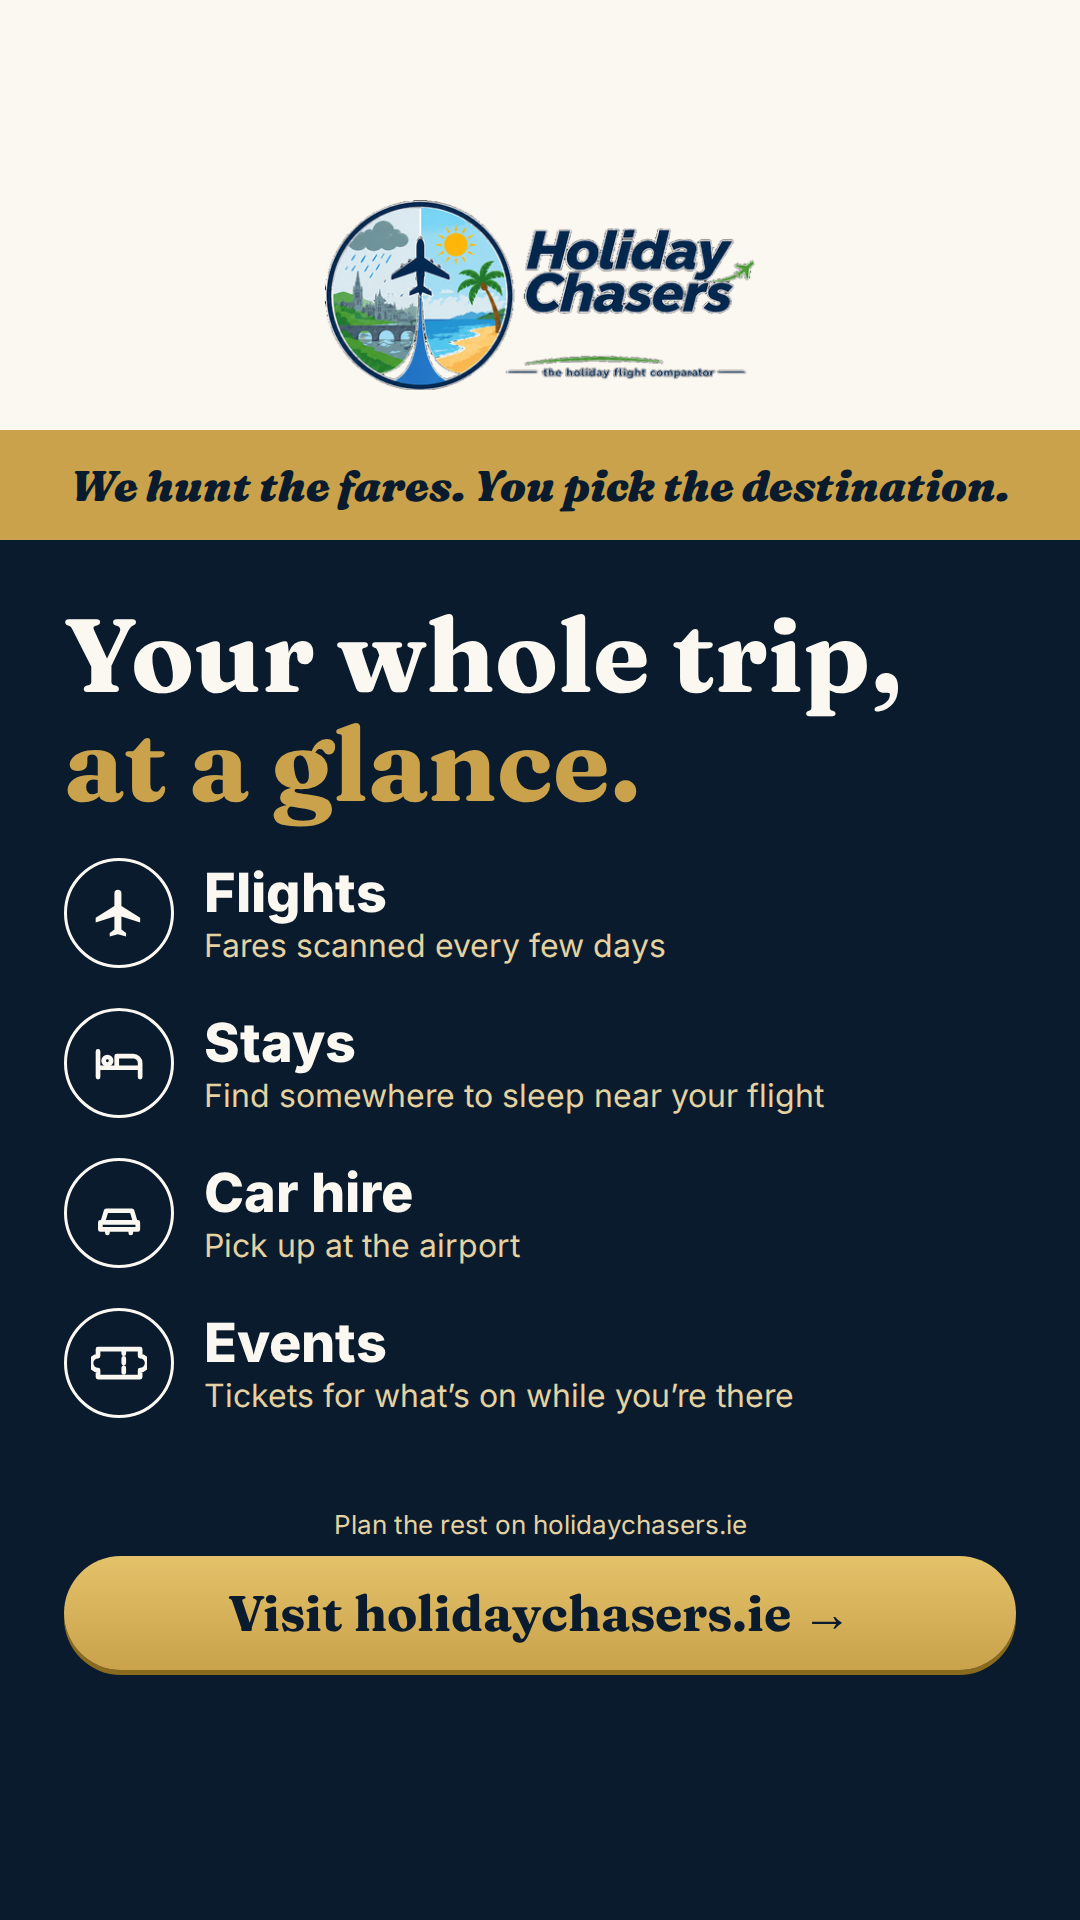 Holiday
Chasers
the holiday flight comparator
We hunt the fares. You pick the destination.
Your whole trip,
at a glance.
Flights
Fares scanned every few days
Stays
Find somewhere to sleep near your flight
Car hire
Pick up at the airport
Events
Tickets for what’s on while you’re there
Plan the rest on holidaychasers.ie
Visit holidaychasers.ie →